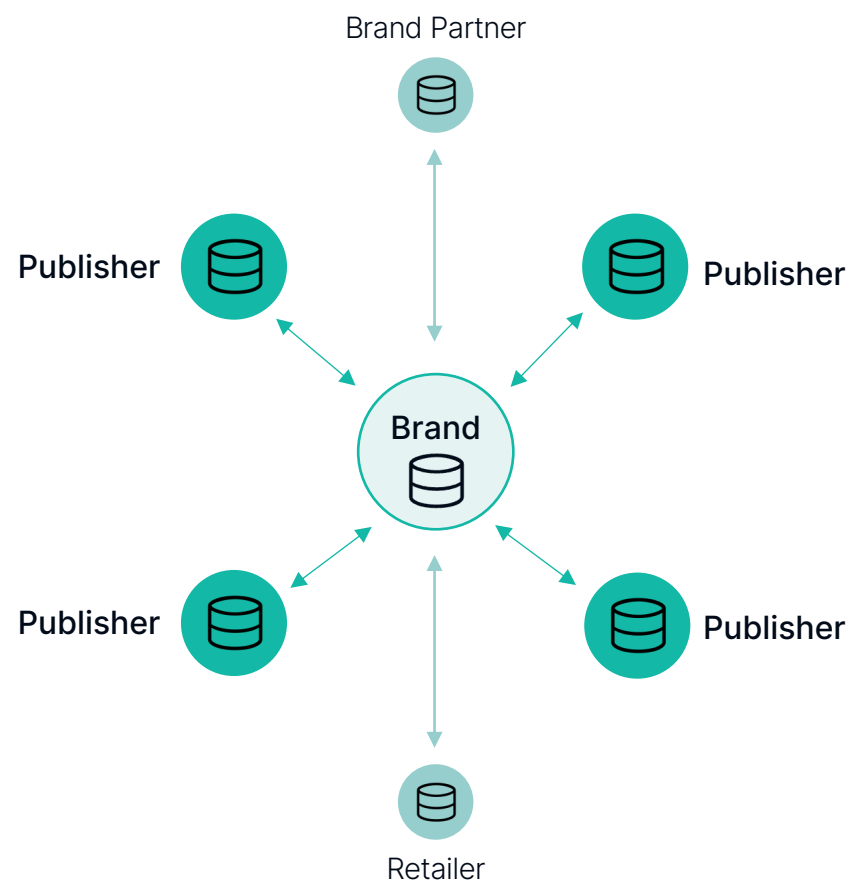 Brand Partner
Publisher
Publisher
Brand
Publisher
Publisher
Retailer